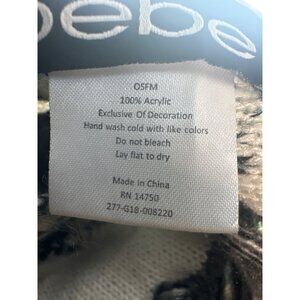 bebe
OSFM
100% Acrylic
Exclusive Of Decoration
Hand wash cold with like colors
Do not bleach
Lay flat to dry
Made in China
RN 14750
277-G18-008220